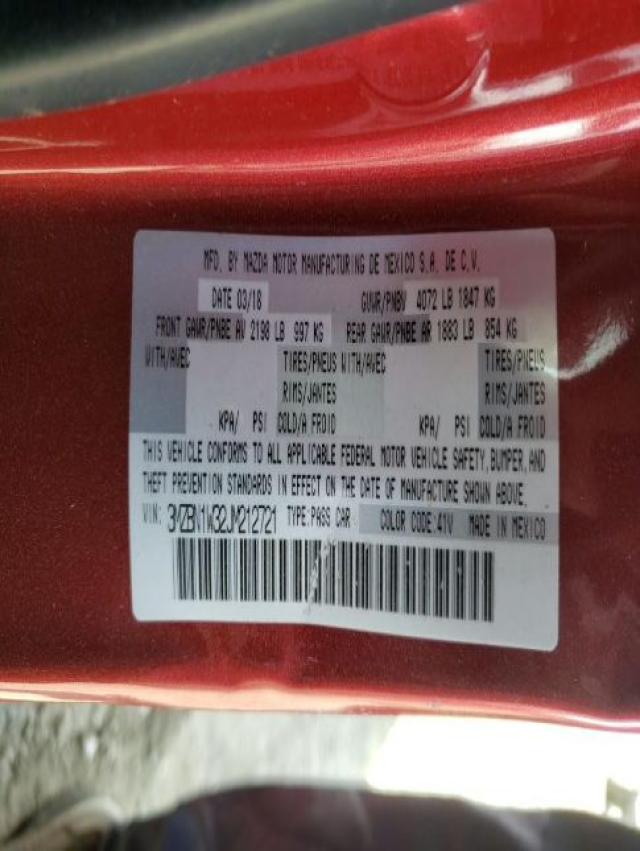 MFD. BY MAZDA MOTOR MANUFACTURING DE MEXICO S.A. DE C.V.
DATE 03/18 GVWR/PNBV 4072 LB 1847 KG
FRONT GAWR/PNBE AV 2198 LB 997 KG REAR GAWR/PNBE AR 1883 LB 854 KG
WITH/AVEC TIRES/PNEUS WITH/AVEC TIRES/PNEUS
RIMS/JANTES RIMS/JANTES
KPA/ PSI COLD/A FROID KPA/ PSI COLD/A FROID
THIS VEHICLE CONFORMS TO ALL APPLICABLE FEDERAL MOTOR VEHICLE SAFETY, BUMPER, AND
THEFT PREVENTION STANDARDS IN EFFECT ON THE DATE OF MANUFACTURE SHOWN ABOVE.
VIN: 3MZBN1W32JM212721 TYPE:PASS CAR COLOR CODE:41V MADE IN MEXICO